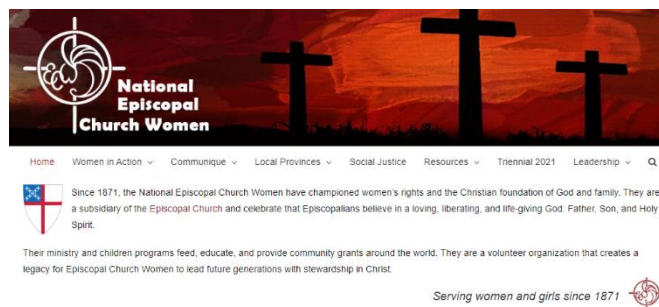 National
Episcopal
Church Women
Home Women in Action Communique Local Provinces Social Justice Resources Triennial 2021 Leadership
Since 1871, the National Episcopal Church Women have championed women's rights and the Christian foundation of God and family. They are
a subsidiary of the Episcopal Church and celebrate that Episcopalians believe in a loving, liberating, and life-giving God: Father, Son, and Holy
Spirit.
Their ministry and children programs feed, educate, and provide community grants around the world. They are a volunteer organization that creates a
legacy for Episcopal Church Women to lead future generations with stewardship in Christ.
Serving women and girls since 1871